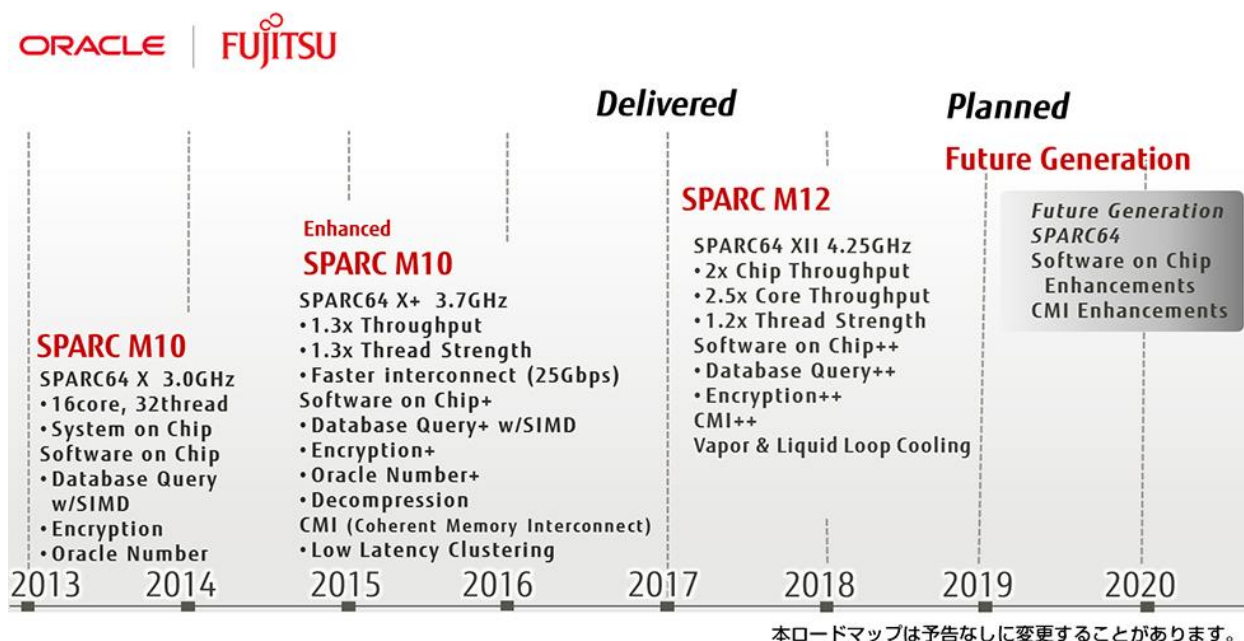 ORACLE
FUJITSU
Delivered
Planned
Future Generation
SPARC M10
SPARC64 X 3.0GHz
•16core, 32thread
•System on Chip
Software on Chip
•Database Query
w/SIMD
•Encryption
•Oracle Number
Enhanced
SPARC M10
SPARC64 X+ 3.7GHz
•1.3x Throughput
•1.3x Thread Strength
•Faster interconnect (25Gbps)
Software on Chip+
•Database Query+ w/SIMD
•Encryption+
•Oracle Number+
•Decompression
CMI (Coherent Memory Interconnect)
•Low Latency Clustering
SPARC M12
SPARC64 XII 4.25GHz
•2x Chip Throughput
•2.5x Core Throughput
•1.2x Thread Strength
Software on Chip++
•Database Query++
•Encryption++
CMI++
Vapor & Liquid Loop Cooling
Future Generation
SPARC64
Software on Chip
Enhancements
CMI Enhancements
2013 2014 2015 2016 2017 2018 2019 2020
本ロードマップは予告なしに変更することがあります。